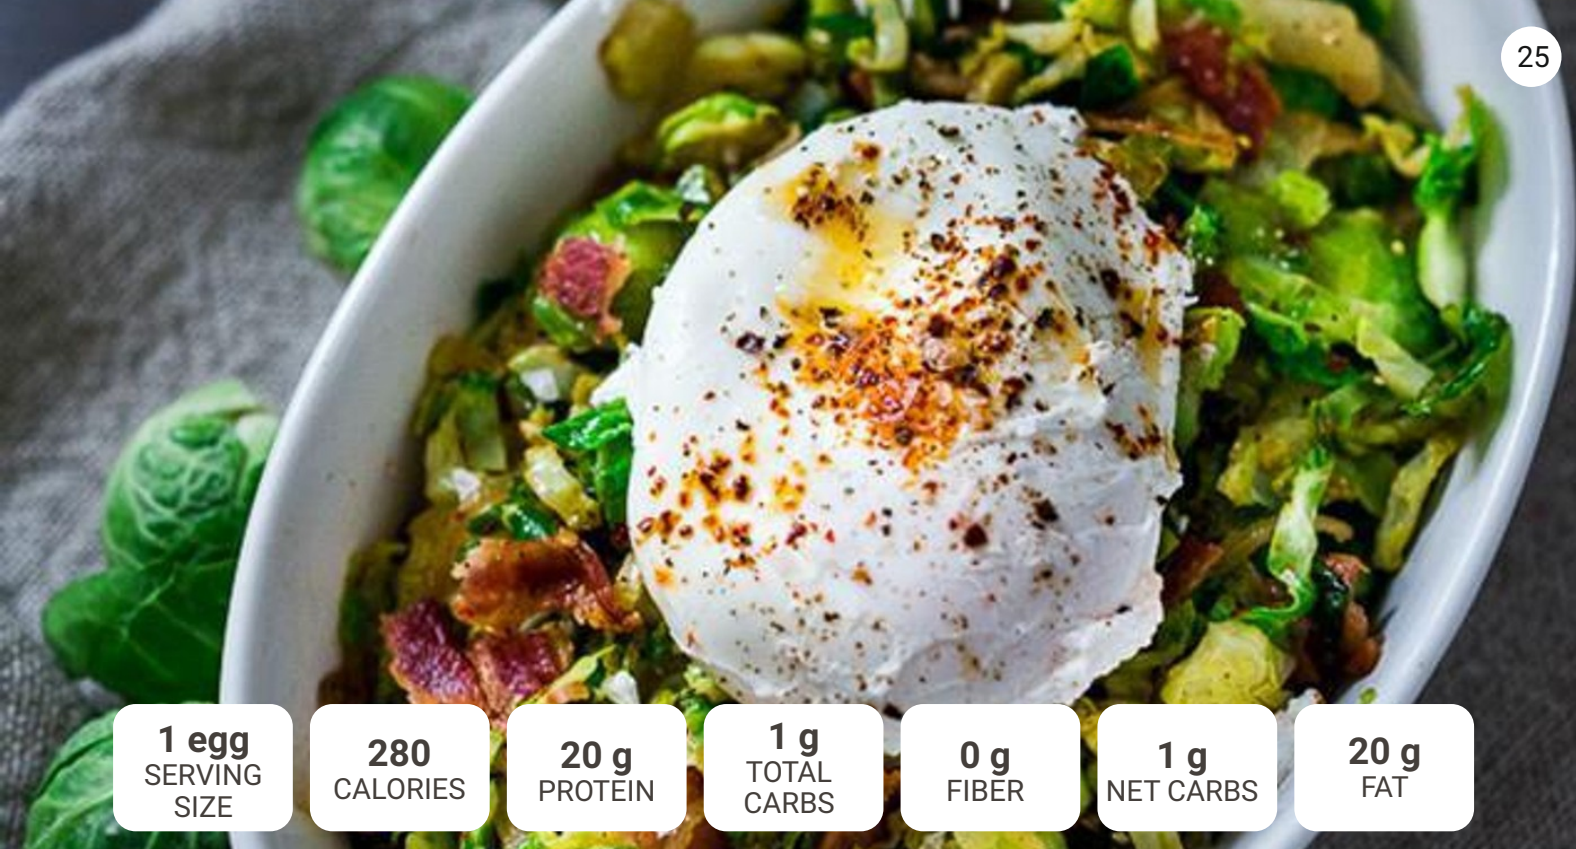 25
1 egg
SERVING
SIZE
280
CALORIES
20 g
PROTEIN
1 g
TOTAL
CARBS
0 g
FIBER
1 g
NET CARBS
20 g
FAT